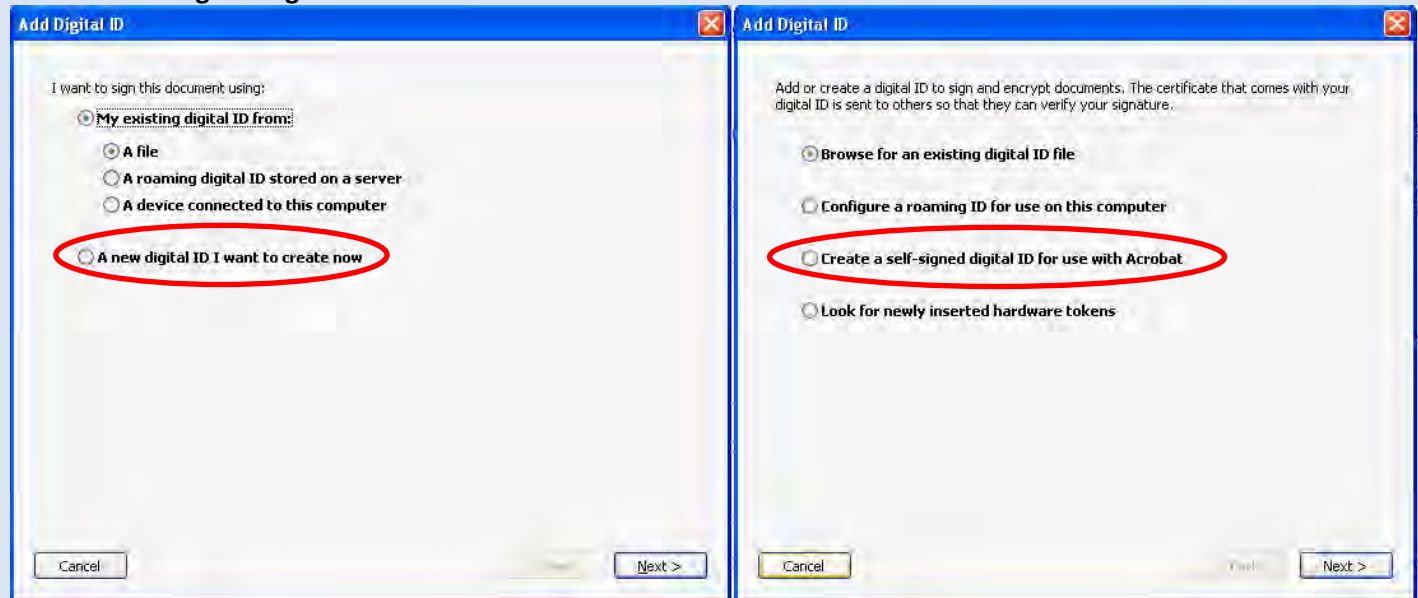 Add Digital ID
I want to sign this document using:
My existing digital ID from:
A file
A roaming digital ID stored on a server
A device connected to this computer
A new digital ID I want to create now
Cancel
Next >
Add Digital ID
Add or create a digital ID to sign and encrypt documents. The certificate that comes with your
digital ID is sent to others so that they can verify your signature.
Browse for an existing digital ID file
Configure a roaming ID for use on this computer
Create a self-signed digital ID for use with Acrobat
Look for newly inserted hardware tokens
Cancel
Next >